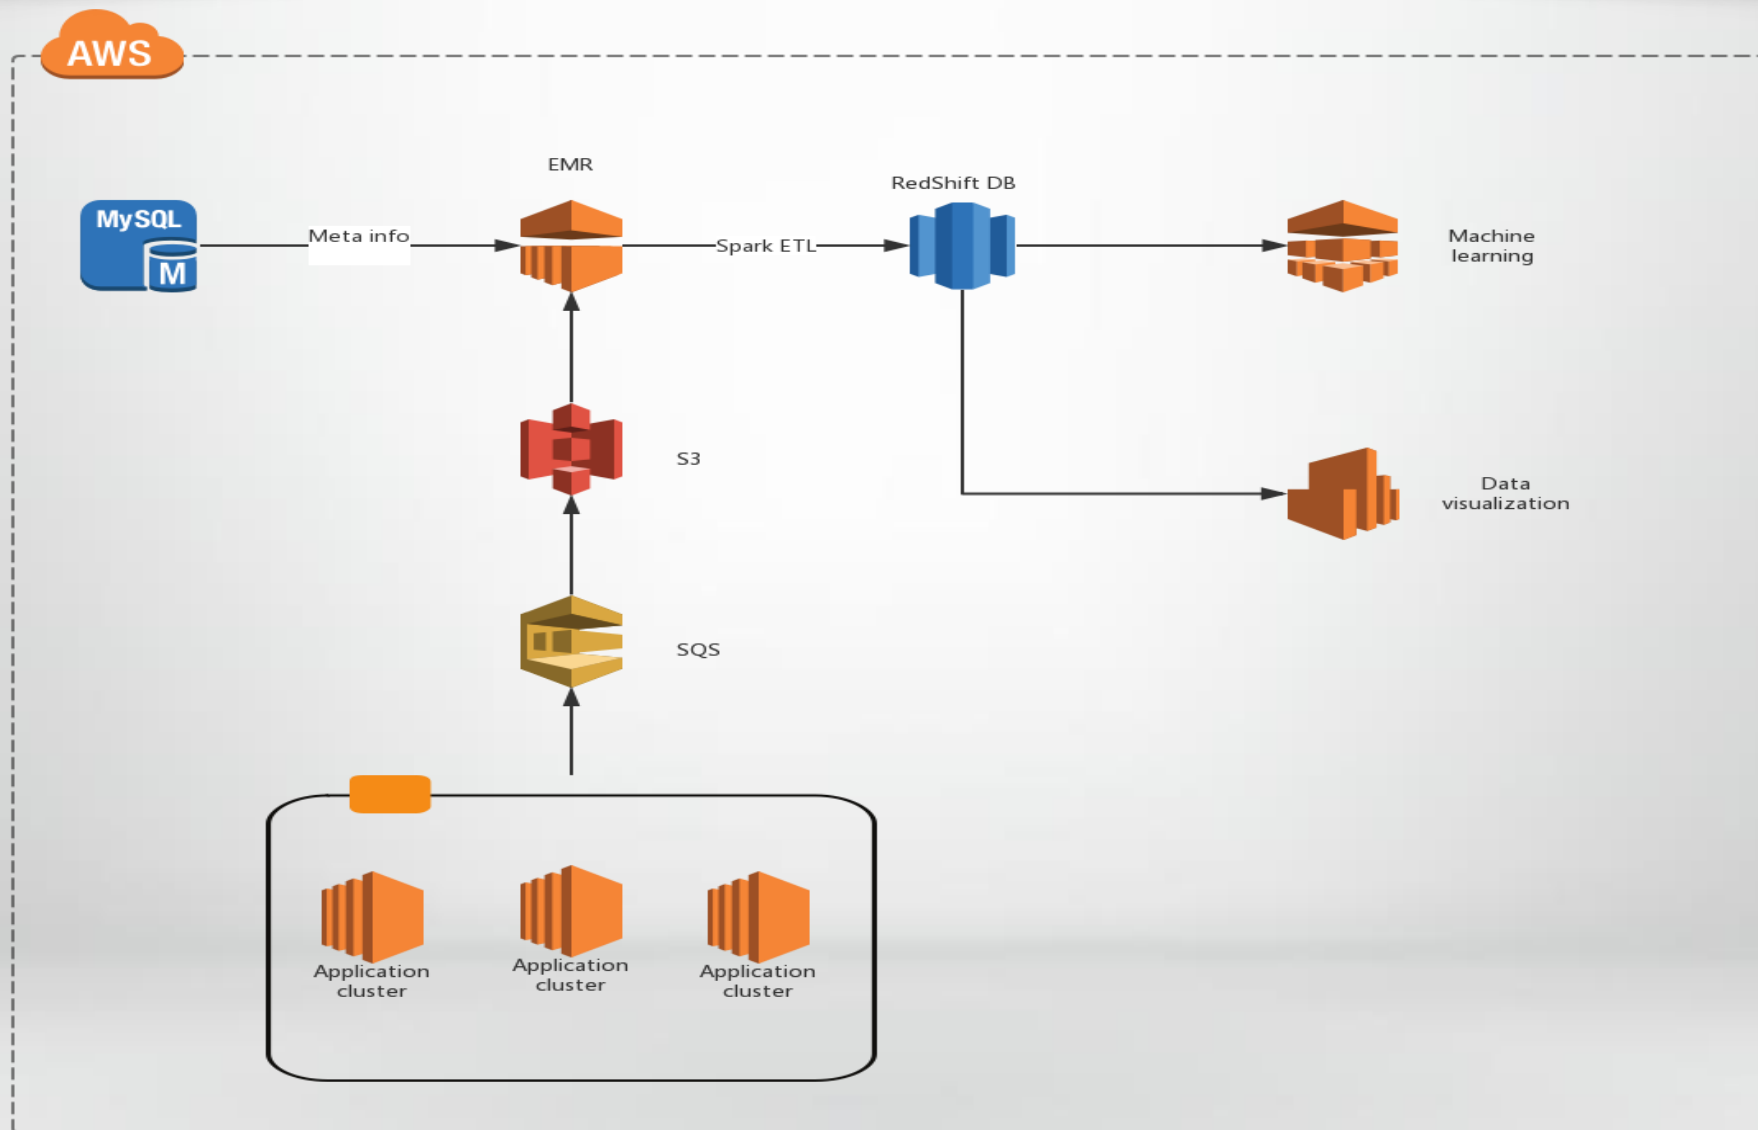 AWS
EMR
RedShift DB
MySQL
M
Meta info
Spark ETL
Machine
learning
S3
Data
visualization
SQS
Application
cluster
Application
cluster
Application
cluster